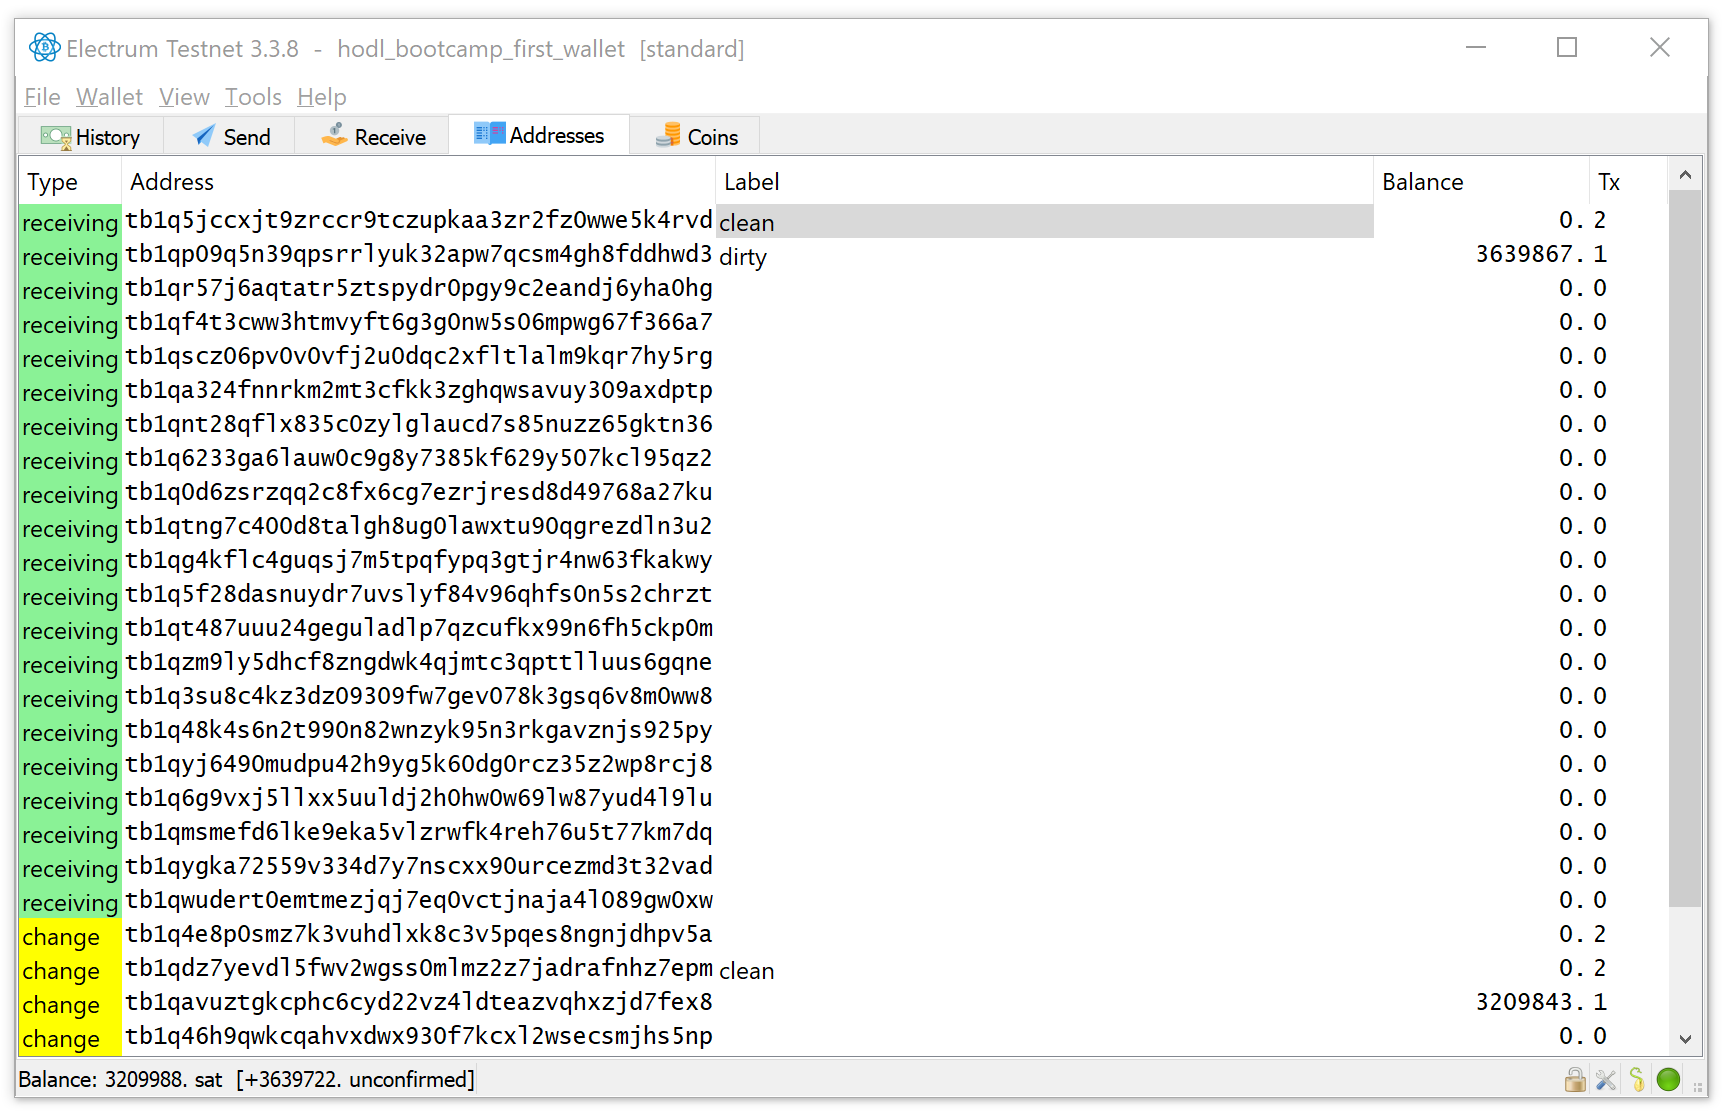 Electrum Testnet 3.3.8 - hodl_bootcamp_first_wallet [standard]
File Wallet View Tools Help
History Send Receive Addresses Coins
Type Address Label Balance Tx
receiving tb1q5jccxjt9zrccr9tczupkaa3zr2fz0wwe5k4rvd clean 0. 2
receiving tb1qp09q5n39qpsrrlyuk32apw7qcsm4gh8fddhwd3 dirty 3639867. 1
receiving tb1qr57j6aqtatr5ztspydr0pgy9c2eandj6yha0hg 0. 0
receiving tb1qf4t3cww3htmvyft6g3g0nw5s06mpwg67f366a7 0. 0
receiving tb1qscz06pv0v0vfj2u0dqc2xfltlalm9kqr7hy5rg 0. 0
receiving tb1qa324fnnrkm2mt3cfkk3zghqwsavuy309axdptp 0. 0
receiving tb1qnt28qflx835c0zylglaucd7s85nuzz65gktn36 0. 0
receiving tb1q6233ga6lauw0c9g8y7385kf629y507kcl95qz2 0. 0
receiving tb1q0d6zsrzqq2c8fx6cg7ezrjresd8d49768a27ku 0. 0
receiving tb1qtng7c400d8talgh8ug0lawxtu90qgrezdln3u2 0. 0
receiving tb1qg4kflc4guqsj7m5tpqfypq3gtjr4nw63fkakwy 0. 0
receiving tb1q5f28dasnuydr7uvslyf84v96qhfs0n5s2chrzt 0. 0
receiving tb1qt487uuu24geguladlp7qzcufkx99n6fh5ckp0m 0. 0
receiving tb1qzm9ly5dhcf8zngdwk4qjmtc3qpttlluus6gqne 0. 0
receiving tb1q3su8c4kz3dz09309fw7gev078k3gsq6v8m0ww8 0. 0
receiving tb1q48k4s6n2t990n82wnzyk95n3rkgavznjs925py 0. 0
receiving tb1qyj6490mudpu42h9yg5k60dg0rcz35z2wp8rcj8 0. 0
receiving tb1q6g9vxj5llxx5uuldj2h0hw0w69lw87yud4l9lu 0. 0
receiving tb1qmsmefd6lke9eka5vlzrwfk4reh76u5t77km7dq 0. 0
receiving tb1qygka72559v334d7y7nscxx90urcezmd3t32vad 0. 0
receiving tb1qwudert0emtmezjqj7eq0vctjnaja4l089gw0xw 0. 0
change tb1q4e8p0smz7k3vuhdlxk8c3v5pqes8ngnjdhpv5a 0. 2
change tb1qdz7yevdl5fwv2wgss0mlmz2z7jadrafnhz7epm clean 0. 2
change tb1qavuztgkcphc6cyd22vz4ldteazvqhxzjd7fex8 3209843. 1
change tb1q46h9qwkcqahvxdwx930f7kcxl2wsecsmjhs5np 0. 0
Balance: 3209988. sat [+3639722. unconfirmed]